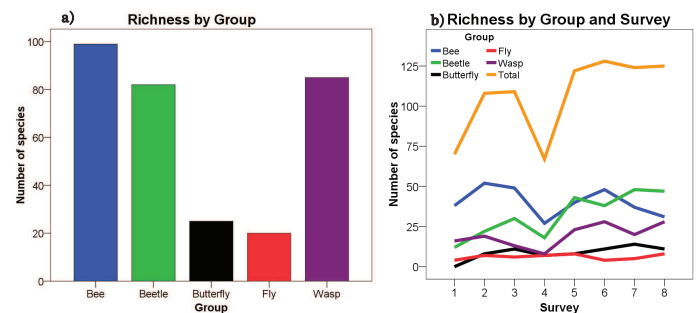 a)
Richness by Group
Number of species
100
80
60
40
20
0
Bee Beetle Butterfly Fly Wasp
Group
b) Richness by Group and Survey
Group
Bee Fly
Beetle Wasp
Butterfly Total
Number of species
125
100
75
50
25
0
1 2 3 4 5 6 7 8
Survey